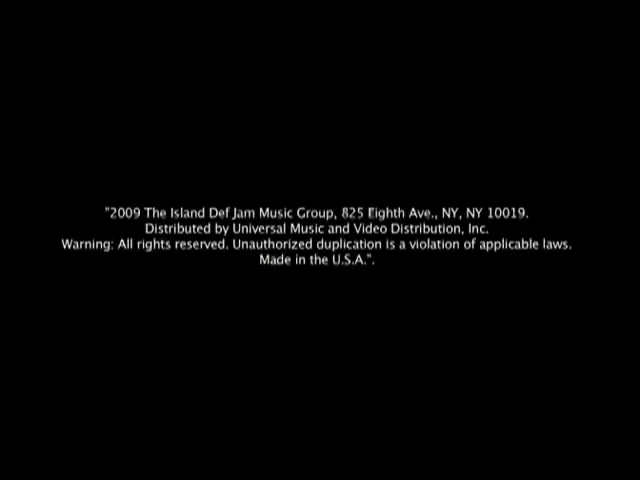 "2009 The Island Def Jam Music Group, 825 Eighth Ave., NY, NY 10019.
Distributed by Universal Music and Video Distribution, Inc.
Warning: All rights reserved. Unauthorized duplication is a violation of applicable laws.
Made in the U.S.A.".